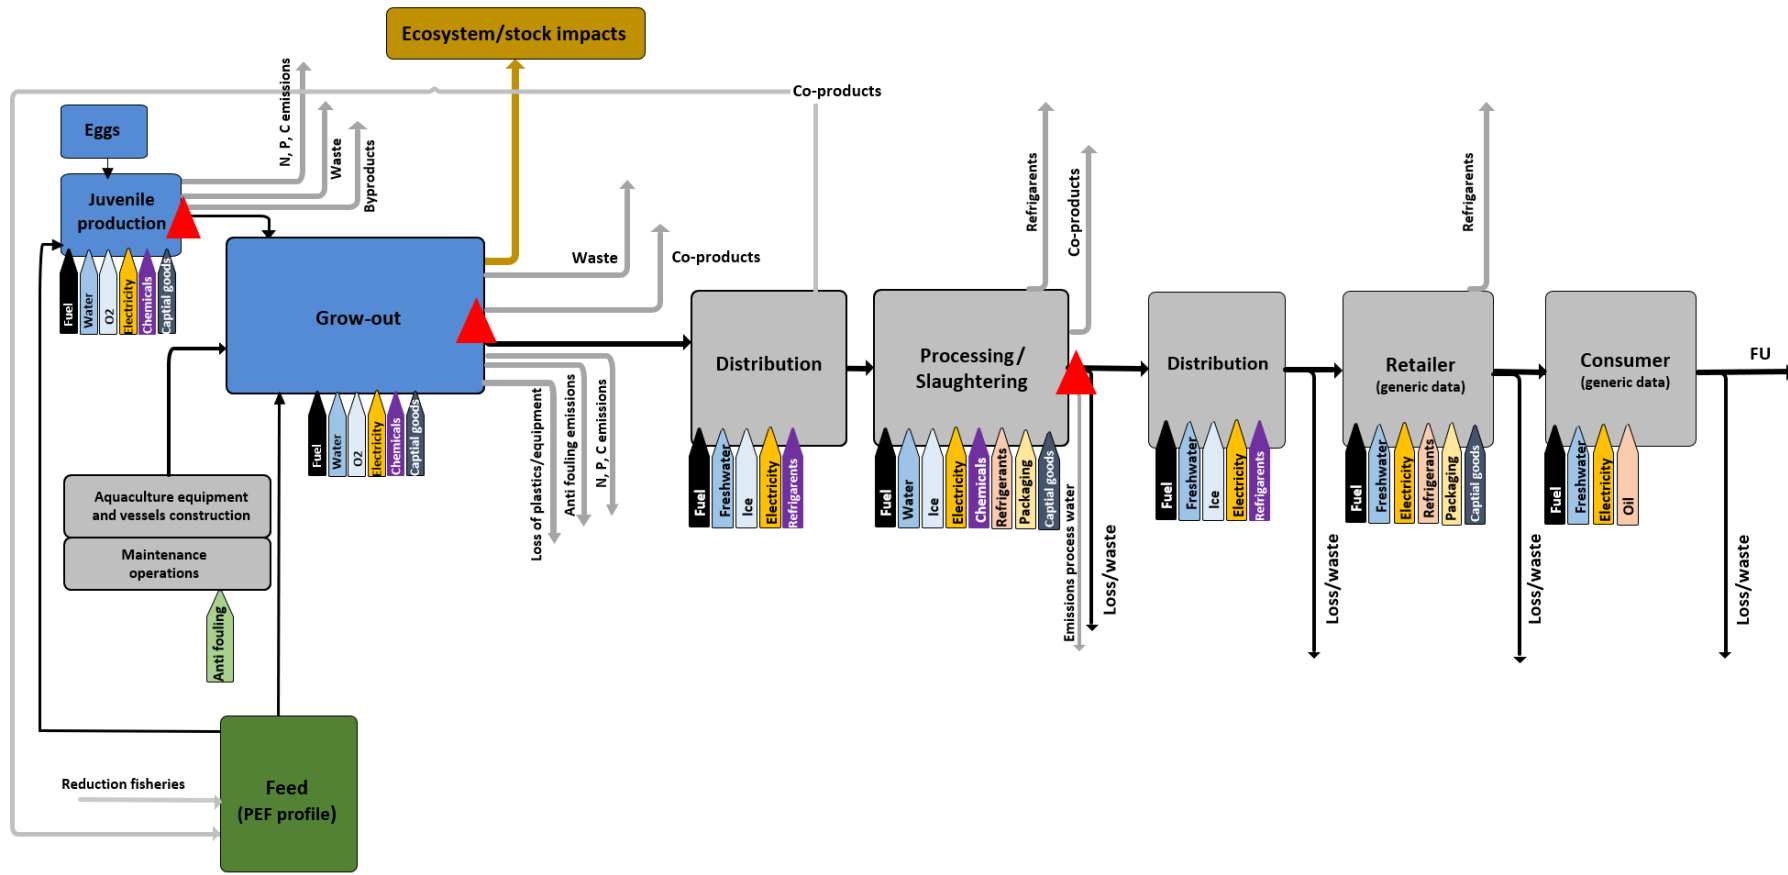 Ecosystem/stock impacts
Co-products
N, P, C emissions
Waste
Byproducts
Eggs
Juvenile
production
Fuel
Water
O2
Electricity
Chemicals
Captial goods
Waste
Co-products
Grow-out
Fuel
Water
O2
Electricity
Chemicals
Captial goods
Loss of plastics/equipment
Anti fouling emissions
N, P, C emissions
Aquaculture equipment
and vessels construction
Maintenance
operations
Anti fouling
Reduction fisheries
Feed
(PEF profile)
Distribution
Fuel
Freshwater
Ice
Electricity
Refrigarents
Refrigarents
Co-products
Processing/
Slaughtering
Fuel
Water
Ice
Electricity
Chemicals
Refrigerants
Packaging
Captial goods
Emissions process water
Loss/waste
Distribution
Fuel
Freshwater
Ice
Electricity
Refrigarents
Loss/waste
Refrigarents
Retailer
(generic data)
Fuel
Freshwater
Electricity
Refrigerants
Packaging
Captial goods
Loss/waste
Consumer
(generic data)
Fuel
Freshwater
Electricity
Oil
Loss/waste
FU